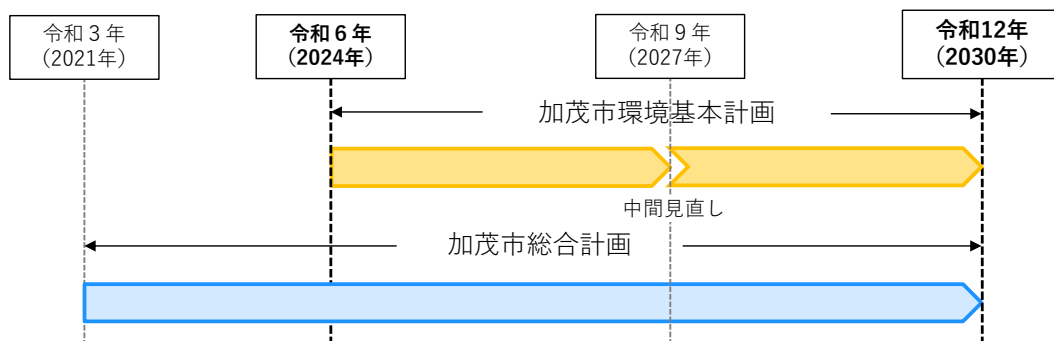 令和３年
（2021年）
令和６年
（2024年）
令和９年
（2027年）
令和12年
（2030年）
加茂市環境基本計画
中間見直し
加茂市総合計画